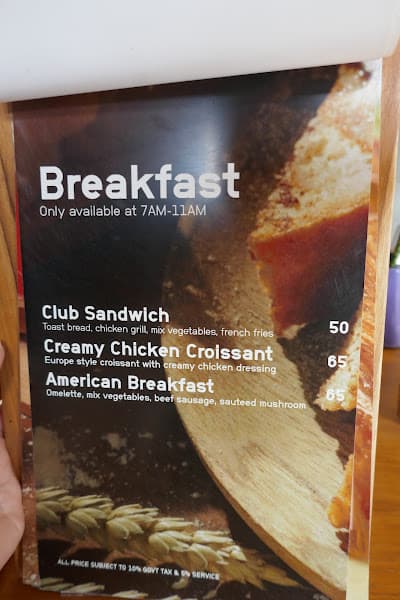 Breakfast
Only available at 7AM-11AM
Club Sandwich
Toast bread, chicken grill, mix vegetables, french fries 50
Creamy Chicken Croissant
Europe style croissant with creamy chicken dressing 65
American Breakfast
Omelette, mix vegetables, beef sausage, sauteed mushroom 65
ALL PRICE SUBJECT TO 10% GOVT TAX & 5% SERVICE